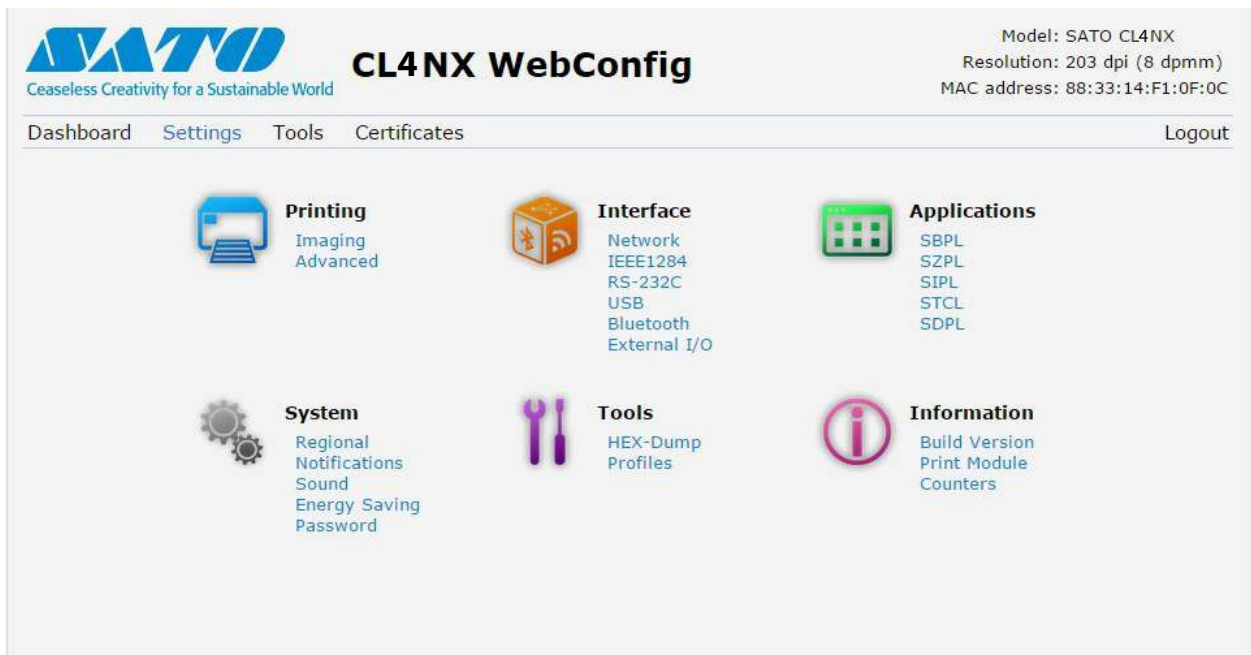 SATO
Ceaseless Creativity for a Sustainable World
CL4NX WebConfig
Model: SATO CL4NX
Resolution: 203 dpi (8 dpmm)
MAC address: 88:33:14:F1:0F:0C
Dashboard Settings Tools Certificates Logout
Printing
Imaging
Advanced
Interface
Network
IEEE1284
RS-232C
USB
Bluetooth
External I/O
Applications
SBPL
SZPL
SIPL
STCL
SDPL
System
Regional
Notifications
Sound
Energy Saving
Password
Tools
HEX-Dump
Profiles
Information
Build Version
Print Module
Counters